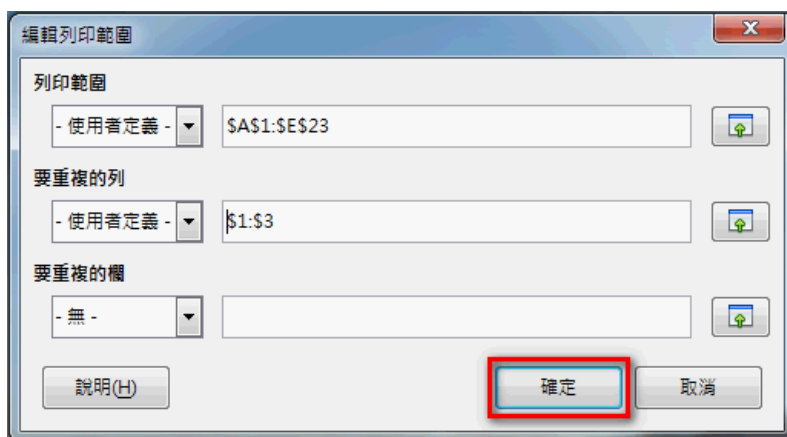 編輯列印範圍
列印範圍
- 使用者定義 - $A$1:$E$23
要重複的列
- 使用者定義 - $1:$3
要重複的欄
- 無 -
說明(H) 確定 取消